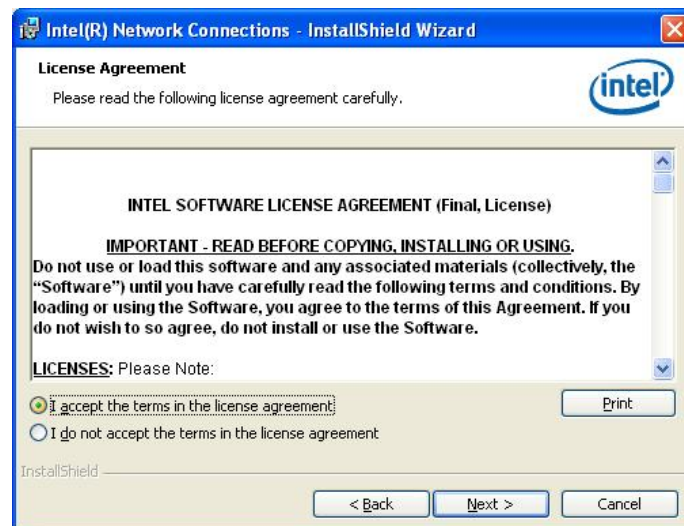 Intel(R) Network Connections - InstallShield Wizard
License Agreement
Please read the following license agreement carefully.
intel
INTEL SOFTWARE LICENSE AGREEMENT (Final, License)
IMPORTANT - READ BEFORE COPYING, INSTALLING OR USING.
Do not use or load this software and any associated materials (collectively, the
“Software”) until you have carefully read the following terms and conditions. By
loading or using the Software, you agree to the terms of this Agreement. If you
do not wish to so agree, do not install or use the Software.
LICENSES: Please Note:
I accept the terms in the license agreement
Print
I do not accept the terms in the license agreement
InstallShield
< Back
Next >
Cancel